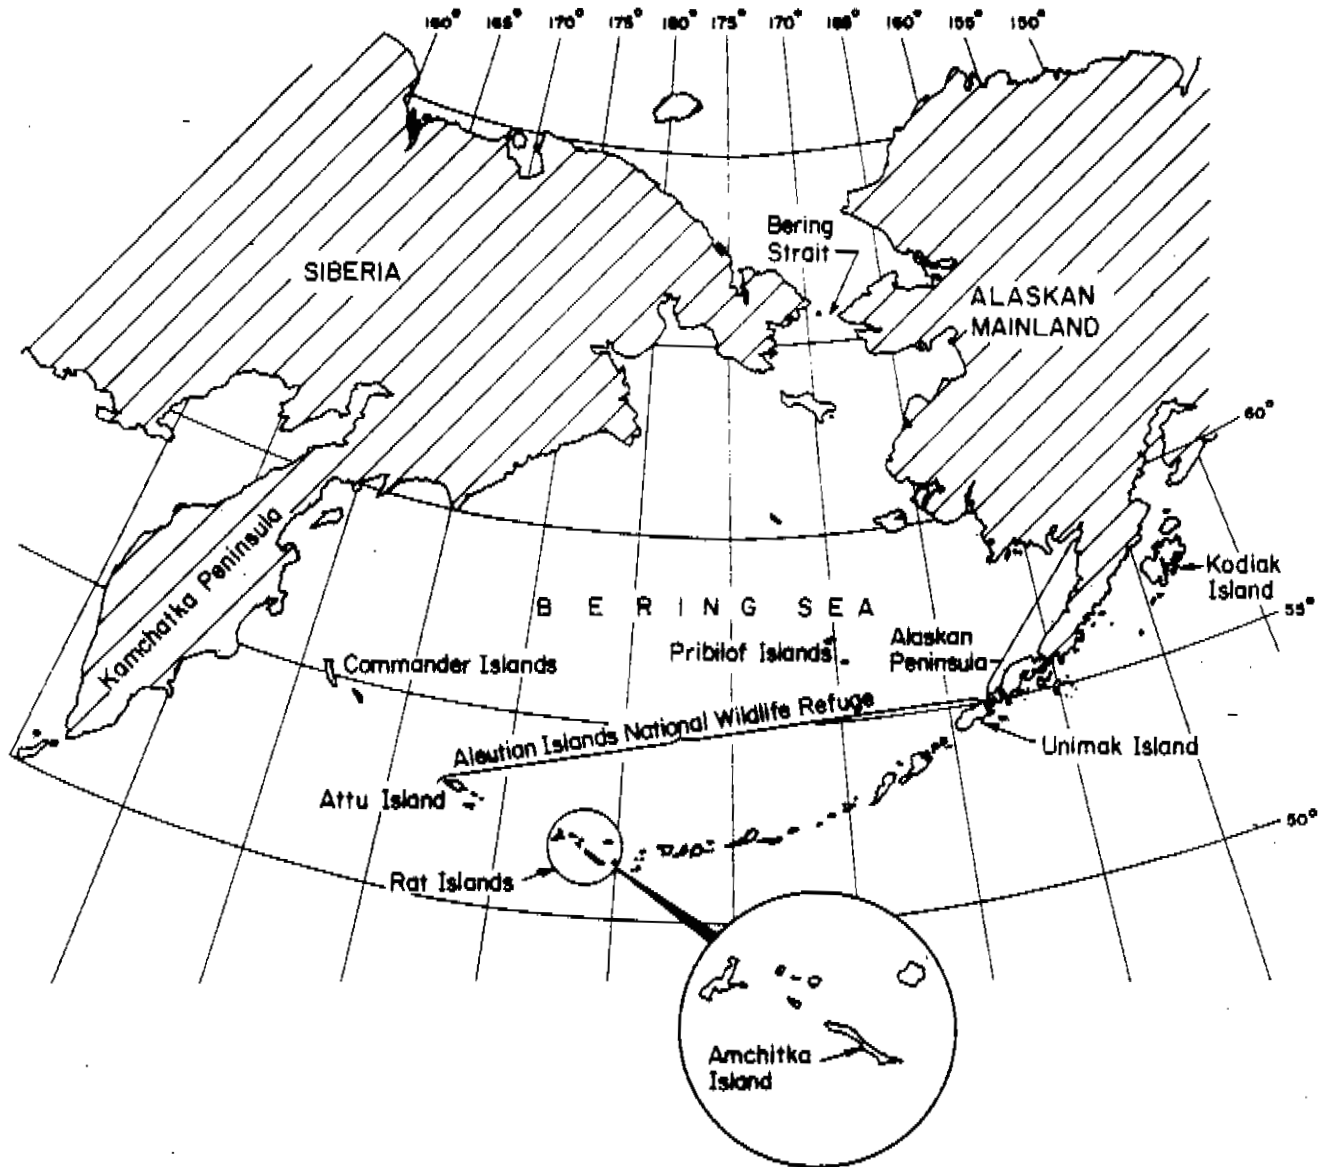 160° 165° 170° 175° 180° 175° 170° 165° 160° 155° 150°
Bering
Strait
SIBERIA
ALASKAN
MAINLAND
60°
Kamchatka Peninsula
Kodiak
Island
BERING SEA
55°
Alaskan
Peninsula
Pribilof Islands
Commander Islands
Aleutian Islands National Wildlife Refuge
Unimak Island
Attu Island
50°
Rat Islands
Amchitka
Island